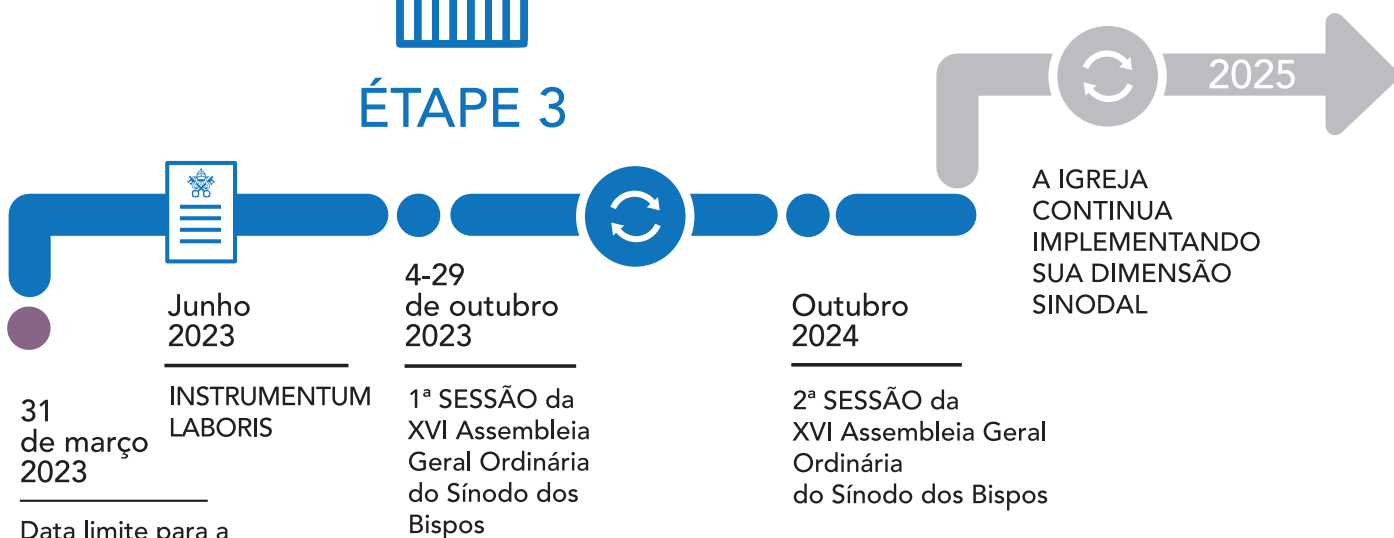 ÉTAPE 3
2025
A IGREJA
CONTINUA
IMPLEMENTANDO
SUA DIMENSÃO
SINODAL
31
de março
2023
Data limite para a
Junho
2023
INSTRUMENTUM
LABORIS
4-29
de outubro
2023
1ª SESSÃO da
XVI Assembleia
Geral Ordinária
do Sínodo dos
Bispos
Outubro
2024
2ª SESSÃO da
XVI Assembleia Geral
Ordinária
do Sínodo dos Bispos